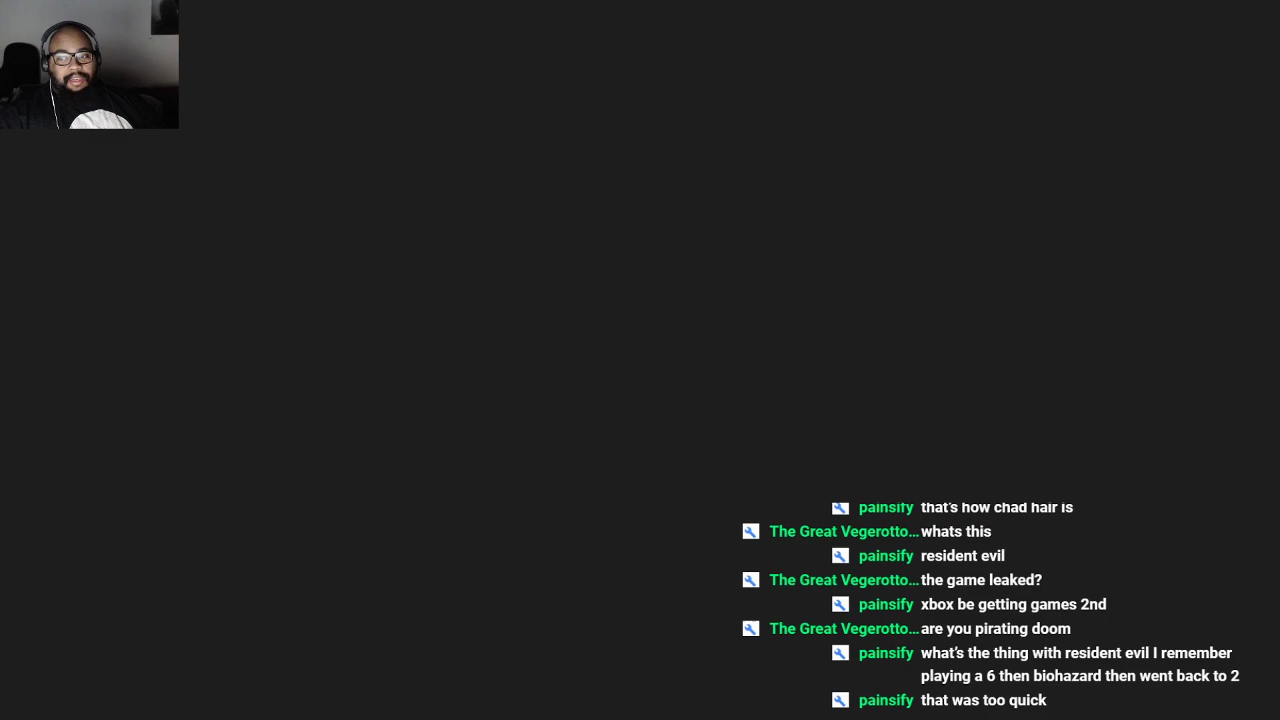 painsify that's how chad hair is
The Great Vegerotto... whats this
painsify resident evil
The Great Vegerotto... the game leaked?
painsify xbox be getting games 2nd
The Great Vegerotto... are you pirating doom
painsify what's the thing with resident evil I remember
playing a 6 then biohazard then went back to 2
painsify that was too quick